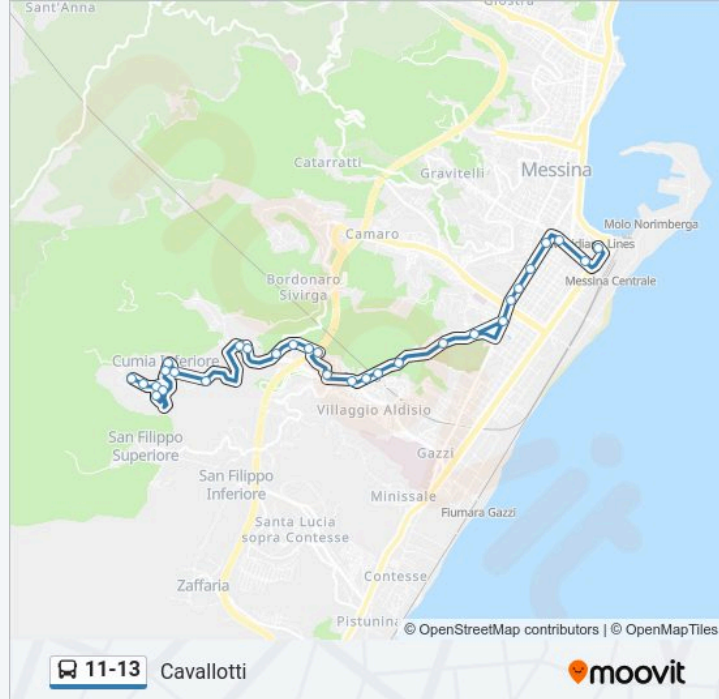 Sant'Anna
Giostra
Catarratti
Gravitelli
Messina
Molo Norimberga
Camaro
Lines
Messina Centrale
Bordonaro
Sivirga
Cumia Inferiore
Villaggio Aldisio
San Filippo
Superiore
Gazzi
San Filippo
Inferiore
Minissale
Fiumara Gazzi
Santa Lucia
sopra Contesse
Contesse
Zaffaria
Pistunina
© OpenStreetMap contributors | © OpenMapTiles
11-13 Cavallotti
moovit